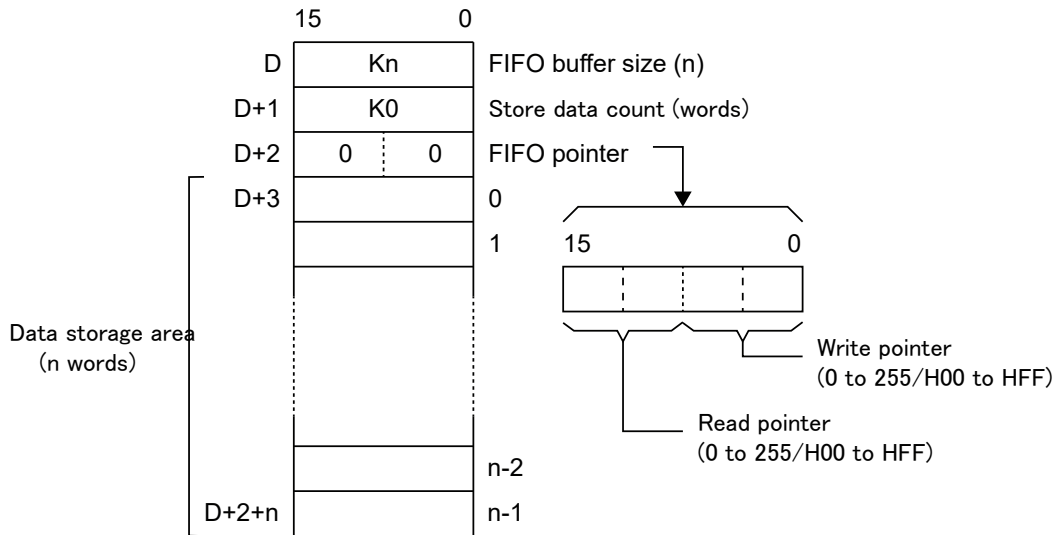 15 0
D Kn FIFO buffer size (n)
D+1 K0 Store data count (words)
D+2 0 0 FIFO pointer
D+3 0
1
15 0
Data storage area
(n words)
Write pointer
(0 to 255/H00 to HFF)
Read pointer
(0 to 255/H00 to HFF)
n-2
D+2+n n-1